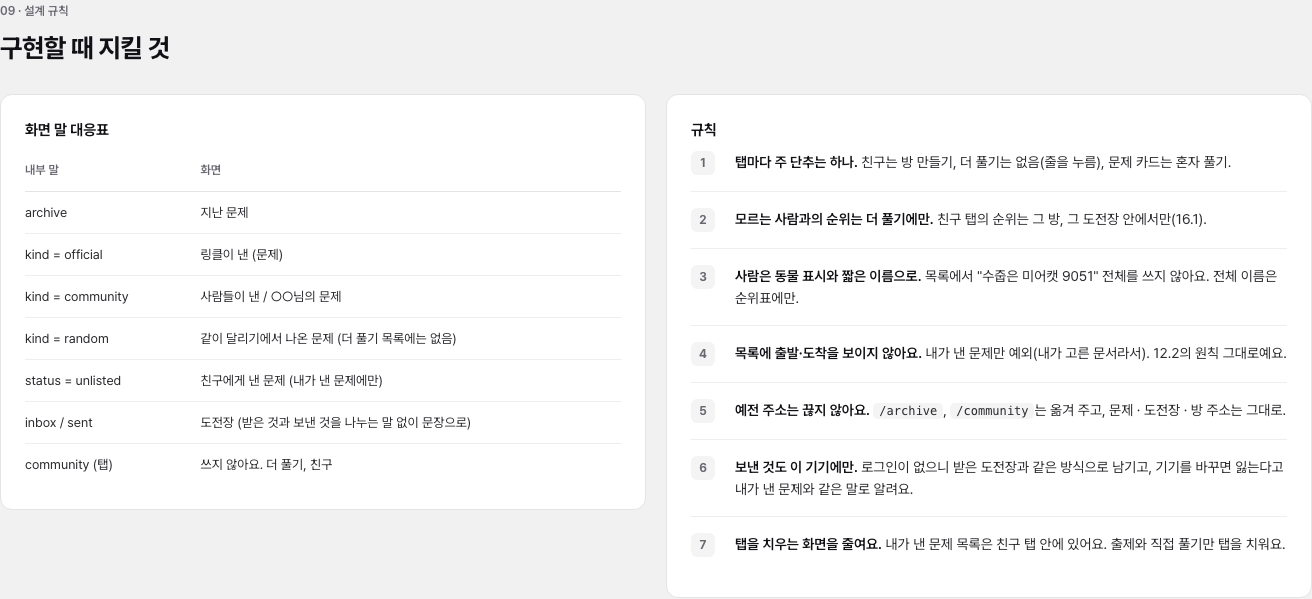 09 · 설계 규칙
구현할 때 지킬 것
화면 말 대응표
내부 말 화면
archive 지난 문제
kind = official 링클이 낸 (문제)
kind = community 사람들이 낸 / ○○님의 문제
kind = random 같이 달리기에서 나온 문제 (더 풀기 목록에는 없음)
status = unlisted 친구에게 낸 문제 (내가 낸 문제에만)
inbox / sent 도전장 (받은 것과 보낸 것을 나누는 말 없이 문장으로)
community (탭) 쓰지 않아요. 더 풀기, 친구
규칙
1 탭마다 주 단추는 하나. 친구는 방 만들기, 더 풀기는 없음(줄을 누름), 문제 카드는 혼자 풀기.
2 모르는 사람과의 순위는 더 풀기에만. 친구 탭의 순위는 그 방, 그 도전장 안에서만(16.1).
3 사람은 동물 표시와 짧은 이름으로. 목록에서 "수줍은 미어캣 9051" 전체를 쓰지 않아요. 전체 이름은
순위표에만.
4 목록에 출발·도착을 보이지 않아요. 내가 낸 문제만 예외(내가 고른 문서라서). 12.2의 원칙 그대로예요.
5 예전 주소는 끊지 않아요. /archive, /community는 옮겨 주고, 문제 · 도전장 · 방 주소는 그대로.
6 보낸 것도 이 기기에만. 로그인이 없으니 받은 도전장과 같은 방식으로 남기고, 기기를 바꾸면 잃는다고
내가 낸 문제와 같은 말로 알려요.
7 탭을 치우는 화면을 줄여요. 내가 낸 문제 목록은 친구 탭 안에 있어요. 출제와 직접 풀기만 탭을 치워요.